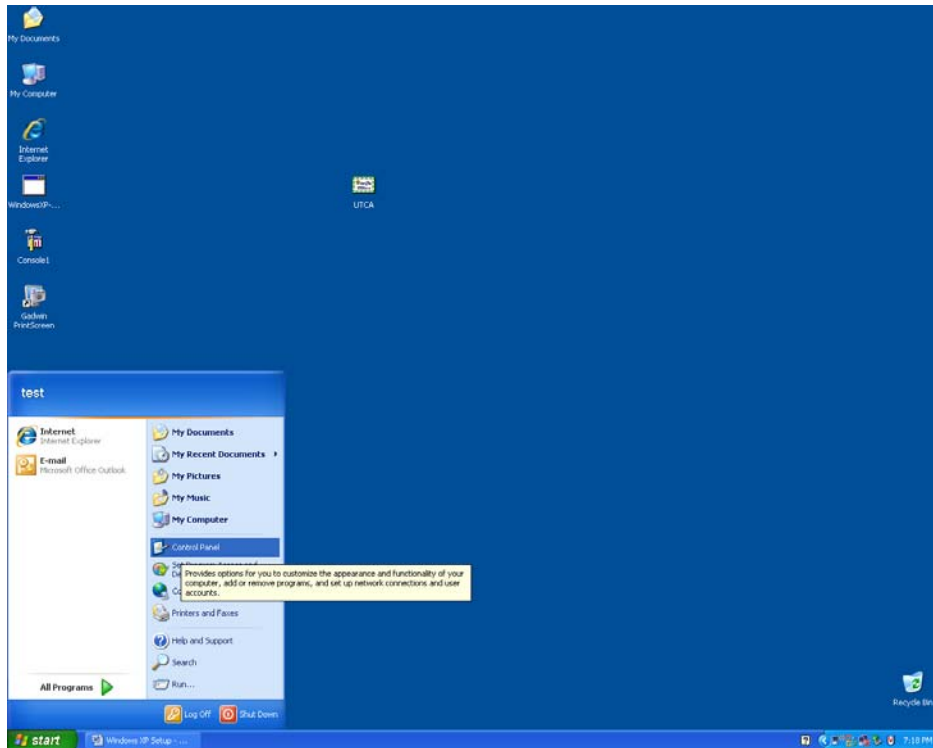 My Documents
My Computer
Internet
Explorer
WindowsXP-...
UTCA
Console1
Gadwin
PrintScreen
test
Internet
Internet Explorer
E-mail
Microsoft Office Outlook
My Documents
My Recent Documents
My Pictures
My Music
My Computer
Control Panel
Provides options for you to customize the appearance and functionality of your
computer, add or remove programs, and set up network connections and user
accounts.
Printers and Faxes
Help and Support
Search
Run...
All Programs
Log Off
Shut Down
Recycle Bin
start
Windows XP Setup - ...
7:10 PM